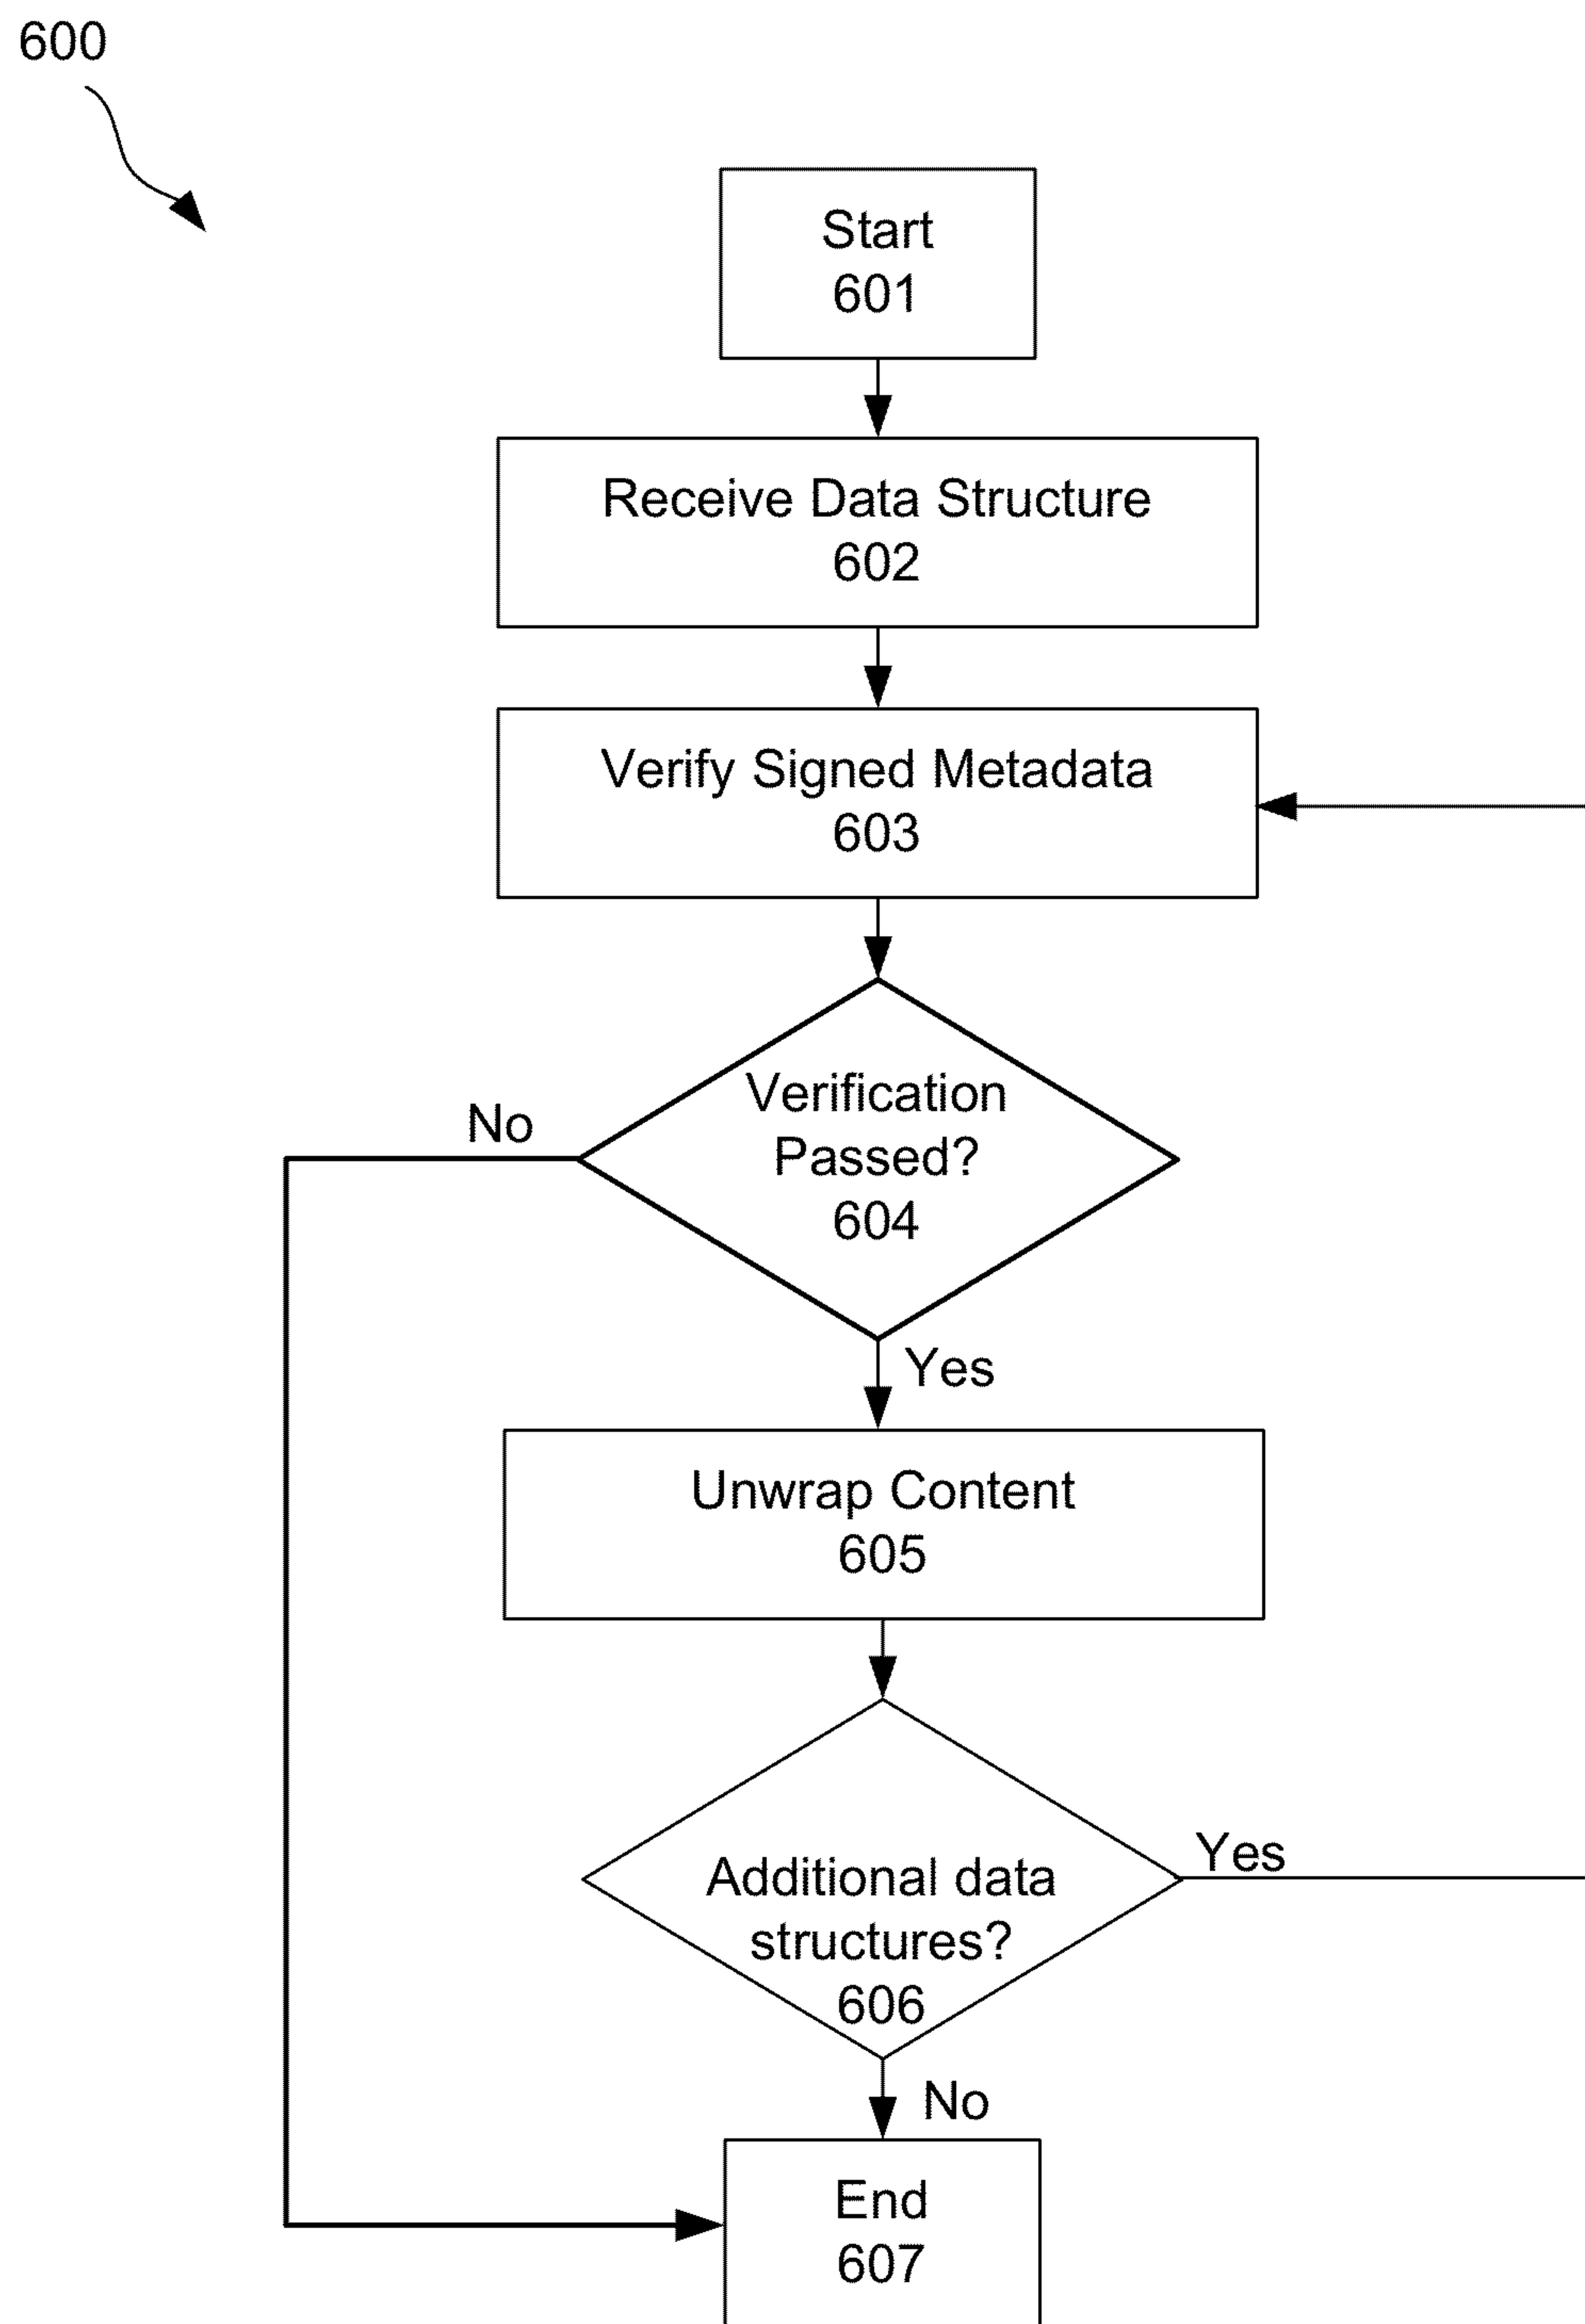 600
Start
601
Receive Data Structure
602
Verify Signed Metadata
603
Verification
Passed?
604
No
Yes
Unwrap Content
605
Additional data
structures?
606
Yes
No
End
607